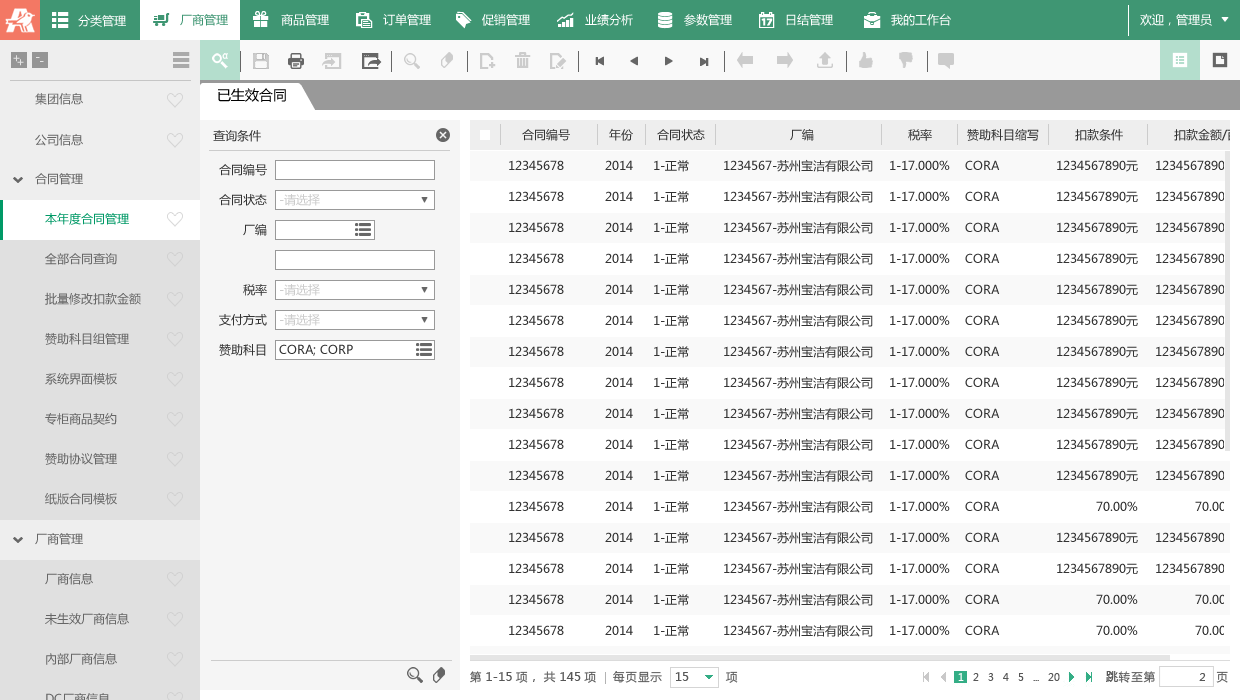 分类管理 厂商管理 商品管理 订单管理 促销管理 业绩分析 参数管理 日结管理 我的工作台 欢迎，管理员
集团信息
公司信息
合同管理
本年度合同管理
全部合同查询
批量修改扣款金额
赞助科目组管理
系统界面模板
专柜商品契约
赞助协议管理
纸版合同模板
厂商管理
厂商信息
未生效厂商信息
内部厂商信息
DC厂商信息
已生效合同
查询条件
合同编号
合同状态 -请选择
厂编
税率 -请选择
支付方式 -请选择
赞助科目 CORA; CORP
合同编号 年份 合同状态 厂编 税率 赞助科目缩写 扣款条件 扣款金额/
12345678 2014 1-正常 1234567-苏州宝洁有限公司 1-17.000% CORA 1234567890元 1234567890
12345678 2014 1-正常 1234567-苏州宝洁有限公司 1-17.000% CORA 1234567890元 1234567890
12345678 2014 1-正常 1234567-苏州宝洁有限公司 1-17.000% CORA 1234567890元 1234567890
12345678 2014 1-正常 1234567-苏州宝洁有限公司 1-17.000% CORA 1234567890元 1234567890
12345678 2014 1-正常 1234567-苏州宝洁有限公司 1-17.000% CORA 1234567890元 1234567890
12345678 2014 1-正常 1234567-苏州宝洁有限公司 1-17.000% CORA 1234567890元 1234567890
12345678 2014 1-正常 1234567-苏州宝洁有限公司 1-17.000% CORA 1234567890元 1234567890
12345678 2014 1-正常 1234567-苏州宝洁有限公司 1-17.000% CORA 1234567890元 1234567890
12345678 2014 1-正常 1234567-苏州宝洁有限公司 1-17.000% CORA 1234567890元 1234567890
12345678 2014 1-正常 1234567-苏州宝洁有限公司 1-17.000% CORA 1234567890元 1234567890
12345678 2014 1-正常 1234567-苏州宝洁有限公司 1-17.000% CORA 1234567890元 1234567890
12345678 2014 1-正常 1234567-苏州宝洁有限公司 1-17.000% CORA 70.00% 70.00
12345678 2014 1-正常 1234567-苏州宝洁有限公司 1-17.000% CORA 1234567890元 1234567890
12345678 2014 1-正常 1234567-苏州宝洁有限公司 1-17.000% CORA 1234567890元 1234567890
12345678 2014 1-正常 1234567-苏州宝洁有限公司 1-17.000% CORA 70.00% 70.00
12345678 2014 1-正常 1234567-苏州宝洁有限公司 1-17.000% CORA 70.00% 70.00
第 1-15 项，共 145 项 | 每页显示 15 项 1 2 3 4 5 ... 20 跳转至第 2 页